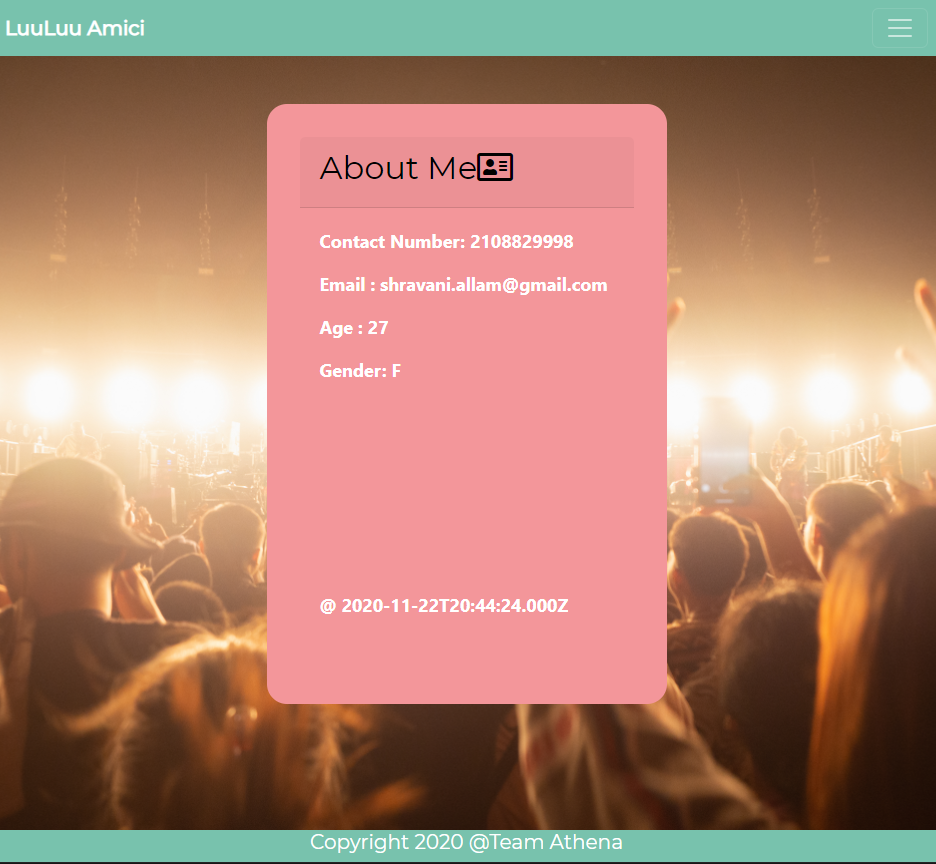 LuuLuu Amici
About Me
Contact Number: 2108829998
Email : shravani.allam@gmail.com
Age : 27
Gender: F
@ 2020-11-22T20:44:24.000Z
Copyright 2020 @Team Athena